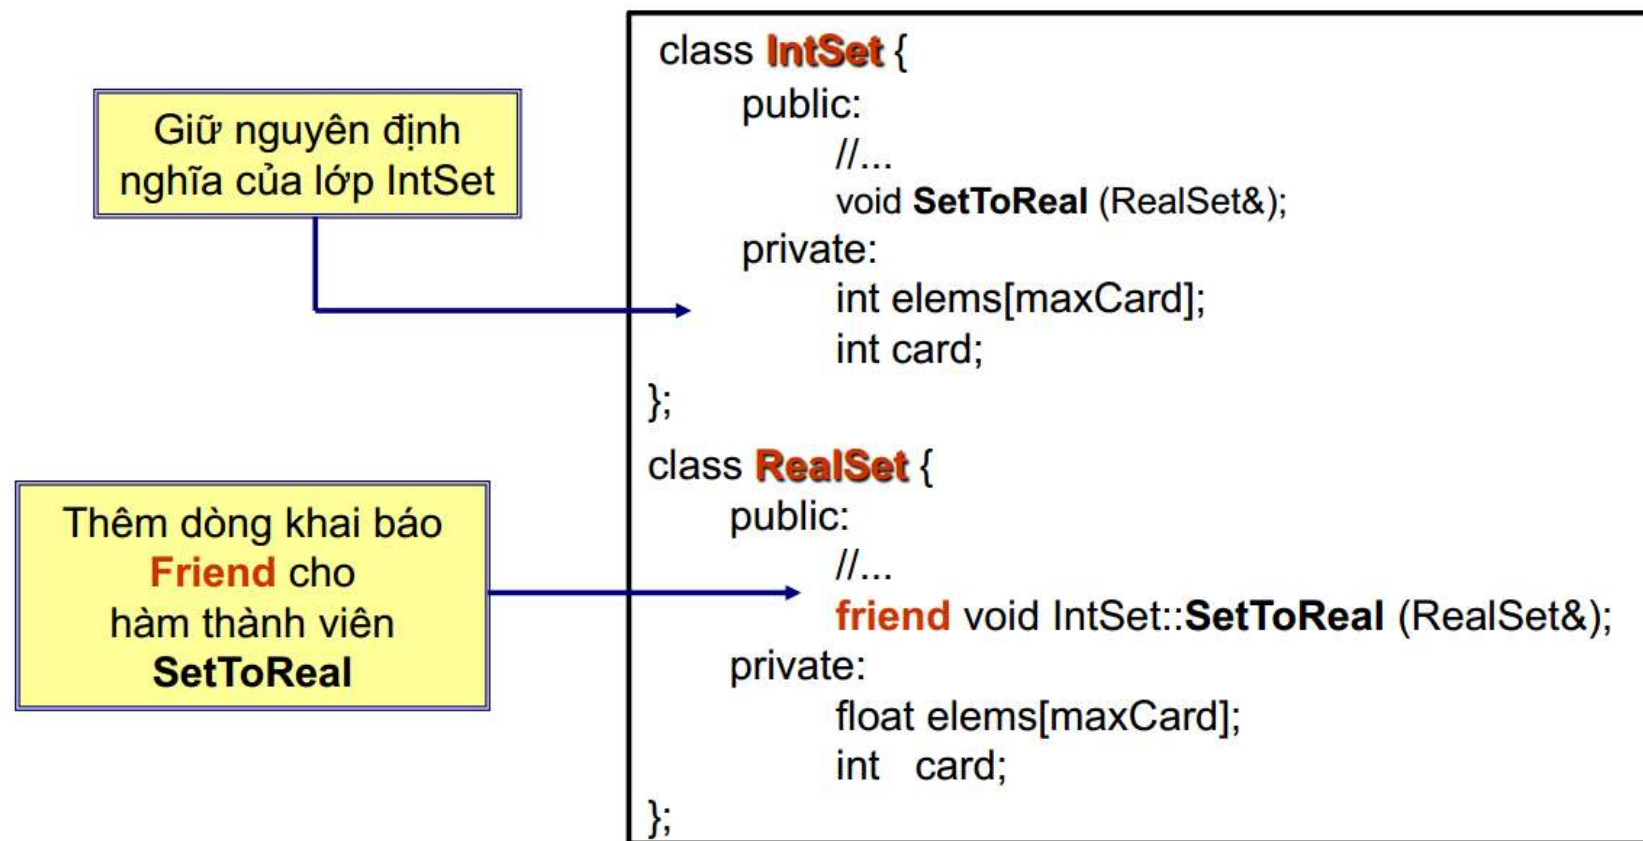 Giữ nguyên định
nghĩa của lớp IntSet
class IntSet {
public:
//...
void SetToReal (RealSet&);
private:
int elems[maxCard];
int card;
};
Thêm dòng khai báo
Friend cho
hàm thành viên
SetToReal
class RealSet {
public:
//...
friend void IntSet::SetToReal (RealSet&);
private:
float elems[maxCard];
int card;
};